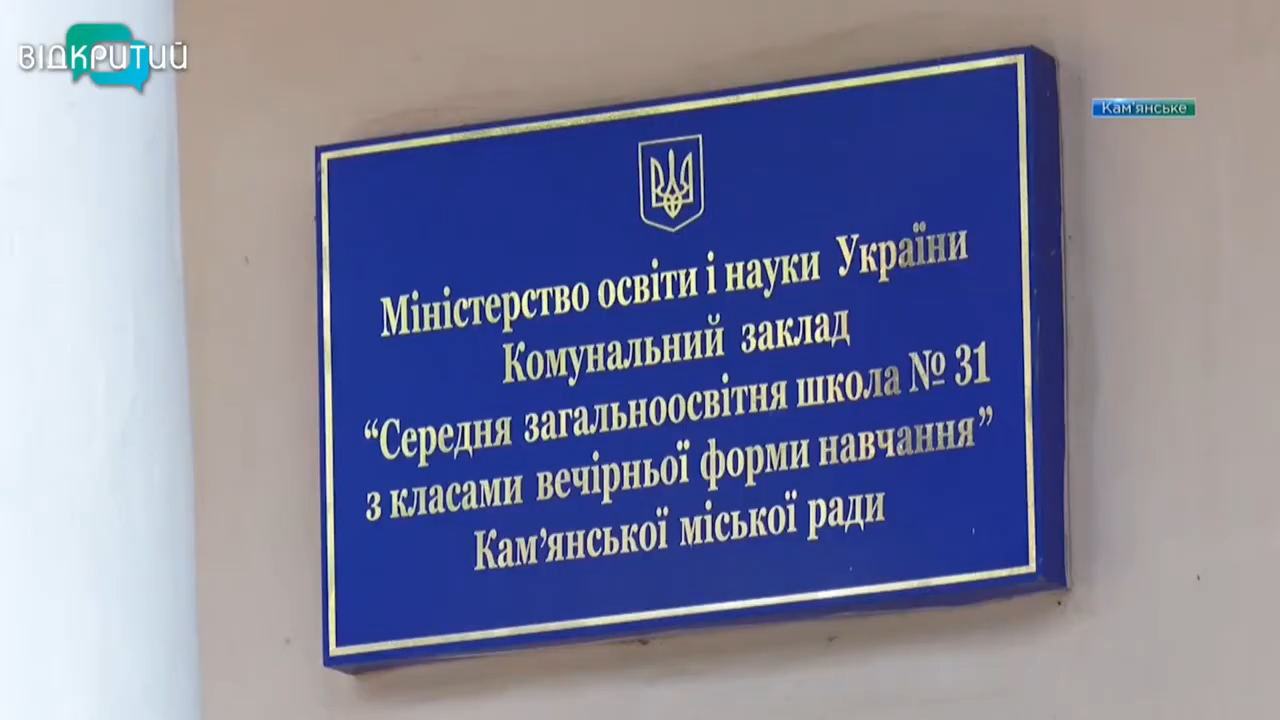 ВІДКРИТИЙ
Кам'янське
Міністерство освіти і науки України
Комунальний заклад
“Середня загальноосвітня школа № 31
з класами вечірньої форми навчання”
Кам’янської міської ради